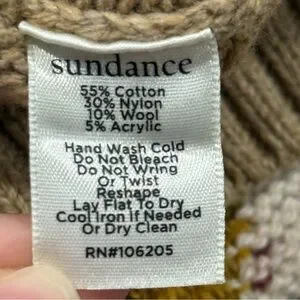 sundance
55% Cotton
30% Nylon
10% Wool
5% Acrylic
Hand Wash Cold
Do Not Bleach
Do Not Wring
Or Twist
Reshape
Lay Flat To Dry
Cool Iron if Needed
Or Dry Clean
RN#106205